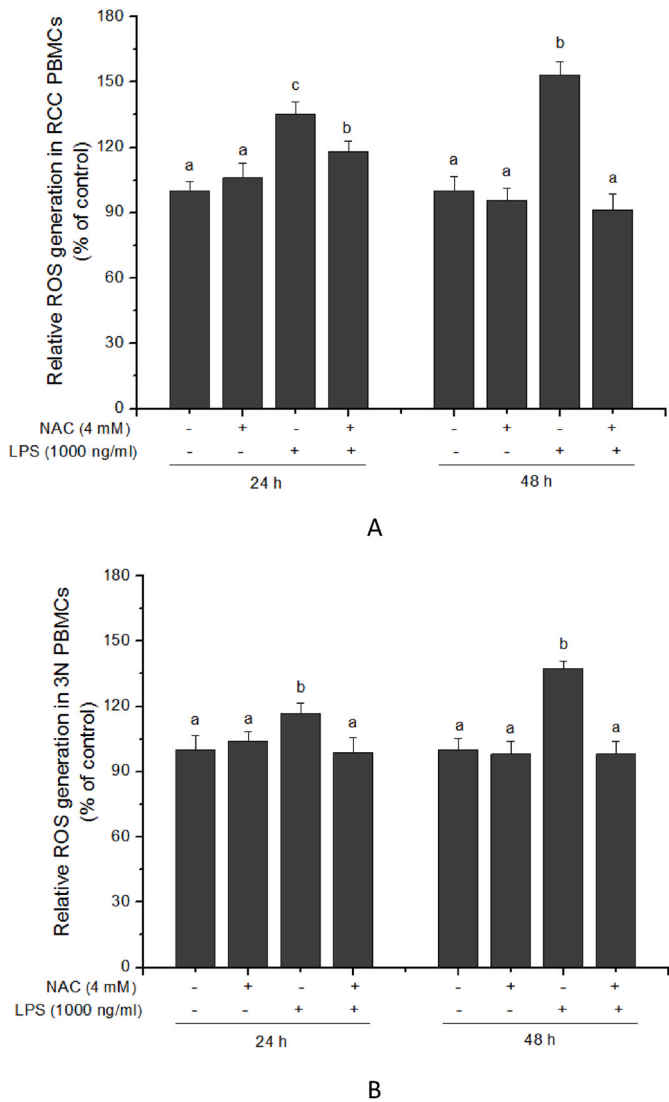 Relative ROS generation in RCC PBMCs
(% of control)
180
150
120
90
60
30
0
a a c b a a b a
NAC (4 mM) - + - + - + - +
LPS (1000 ng/ml) - - + + - - + +
24 h 48 h
A
Relative ROS generation in 3N PBMCs
(% of control)
180
150
120
90
60
30
0
a a b a a a b a
NAC (4 mM) - + - + - + - +
LPS (1000 ng/ml) - - + + - - + +
24 h 48 h
B